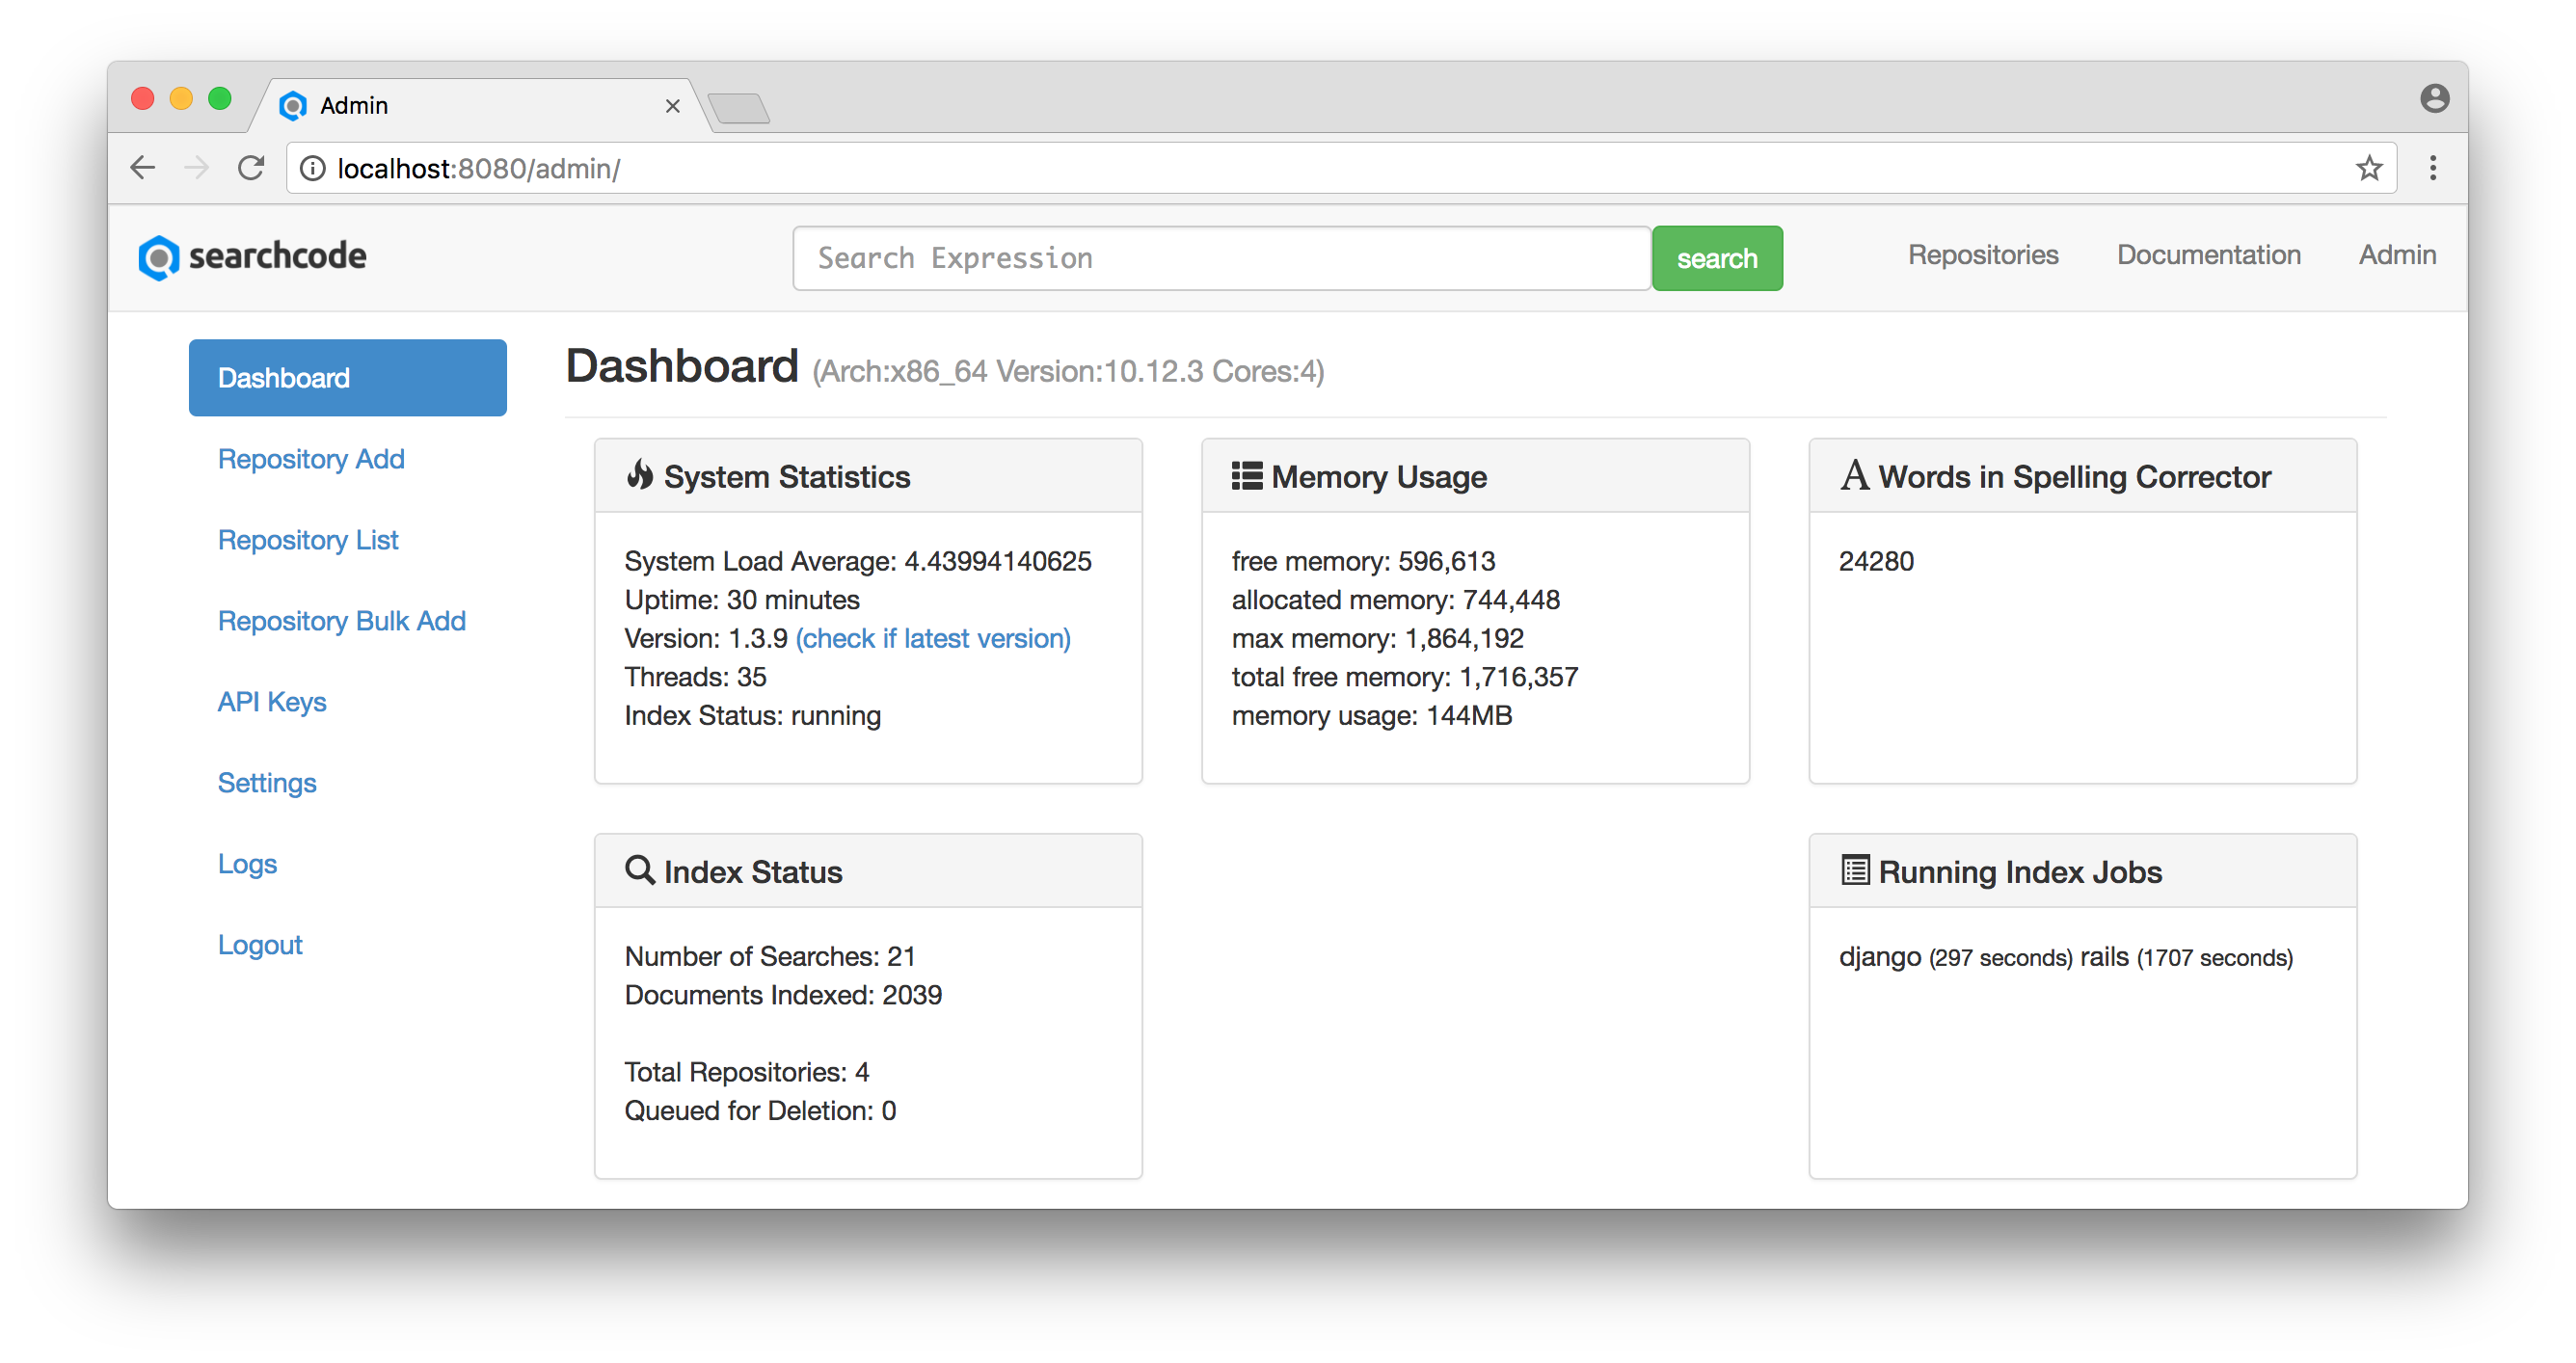 Admin
localhost:8080/admin/
searchcode
Search Expression
search
Repositories
Documentation
Admin
Dashboard
Repository Add
Repository List
Repository Bulk Add
API Keys
Settings
Logs
Logout
Dashboard (Arch:x86_64 Version:10.12.3 Cores:4)
System Statistics
System Load Average: 4.43994140625
Uptime: 30 minutes
Version: 1.3.9 (check if latest version)
Threads: 35
Index Status: running
Memory Usage
free memory: 596,613
allocated memory: 744,448
max memory: 1,864,192
total free memory: 1,716,357
memory usage: 144MB
Words in Spelling Corrector
24280
Index Status
Number of Searches: 21
Documents Indexed: 2039
Total Repositories: 4
Queued for Deletion: 0
Running Index Jobs
django (297 seconds) rails (1707 seconds)